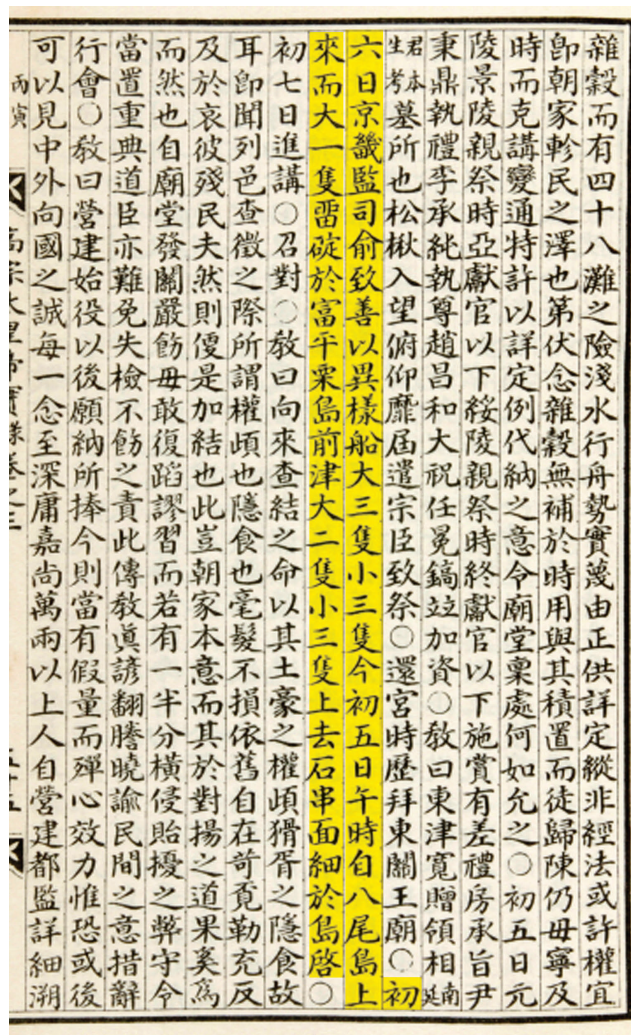 雜穀而有四十八灘之險淺水行舟勢實蔑由正供詳定縱非經法或許權宜
卽朝家軫民之澤也第伏念雜穀無補於時用與其積置而徒歸陳仍毋寧及
時而克講變通特許以詳定例代納之意令廟堂稟處何如允之○初五日元
陵景陵親祭時亞獻官以下綏陵親祭時終獻官以下施賞有差禮房承旨尹
秉鼎執禮李承純執尊趙昌和大祝任冕鎬竝加資○敎曰東津寬贈領相南延
君本生考墓所也松楸入望俯仰靡屆遣宗臣致祭○還宮時歷拜東關王廟○初
六日京畿監司兪致善以異樣船大三隻小三隻今初五日午時自八尾島上
來而大一隻畱碇於富平栗島前津大二隻小三隻上去石串面細於島啓○
初七日進講○召對○敎曰向來查結之命以其土豪之權頉猾胥之隱食故
耳卽聞列邑查徵之際所謂權頉也隱食也毫髮不損依舊自在苛覓勒充反
及於哀彼殘民夫然則便是加結也此豈朝家本意而其於對揚之道果奚爲
而然也自廟堂發關嚴飭毋敢復蹈謬習而若有一半分橫侵貽擾之弊守令
當置重典道臣亦難免失檢不飭之責此傳敎眞諺翻謄曉諭民間之意措辭
行會○敎曰營建始役以後願納所捧今則當有假量而殫心效力惟恐或後
可以見中外向國之誠每一念至深庸嘉尙萬兩以上人自營建都監詳細溯
丙寅